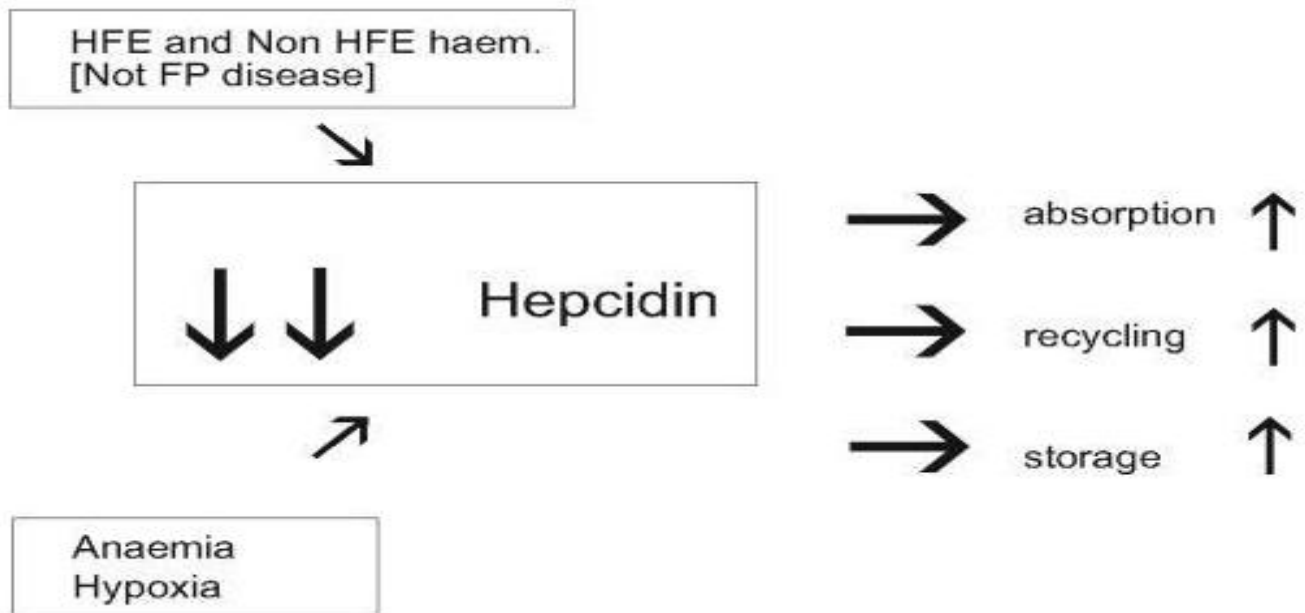 HFE and Non HFE haem.
[Not FP disease]
Hepcidin
absorption
recycling
storage
Anaemia
Hypoxia